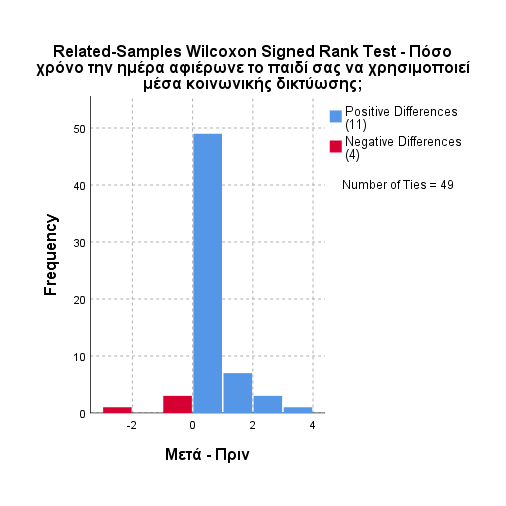 Related-Samples Wilcoxon Signed Rank Test - Πόσο
χρόνο την ημέρα αφιέρωνε το παιδί σας να χρησιμοποιεί
μέσα κοινωνικής δικτύωσης;
Positive Differences
(11)
Negative Differences
(4)
Number of Ties = 49
Frequency
50
40
30
20
10
0
-2
0
2
4
Μετά - Πριν